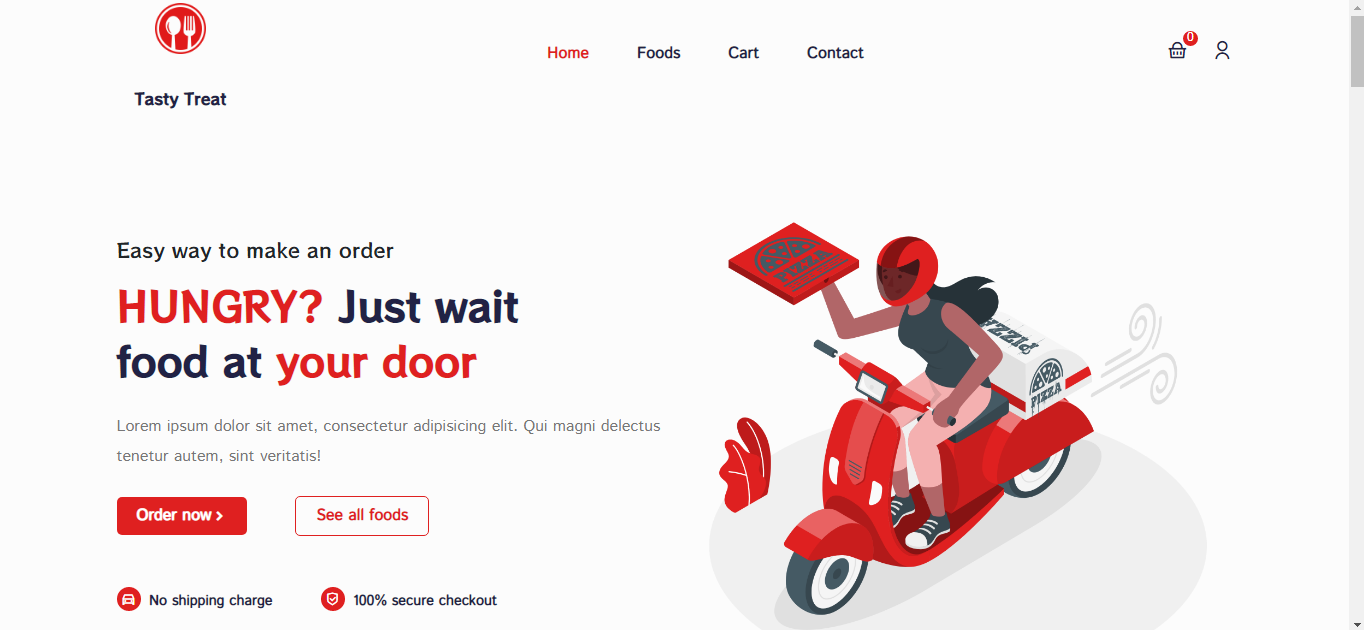 Home Foods Cart Contact 0
Tasty Treat
Easy way to make an order
HUNGRY? Just wait
food at your door
Lorem ipsum dolor sit amet, consectetur adipisicing elit. Qui magni delectus
tenetur autem, sint veritatis!
Order now See all foods
No shipping charge 100% secure checkout
PIZZA
PIZZA
PIZZA